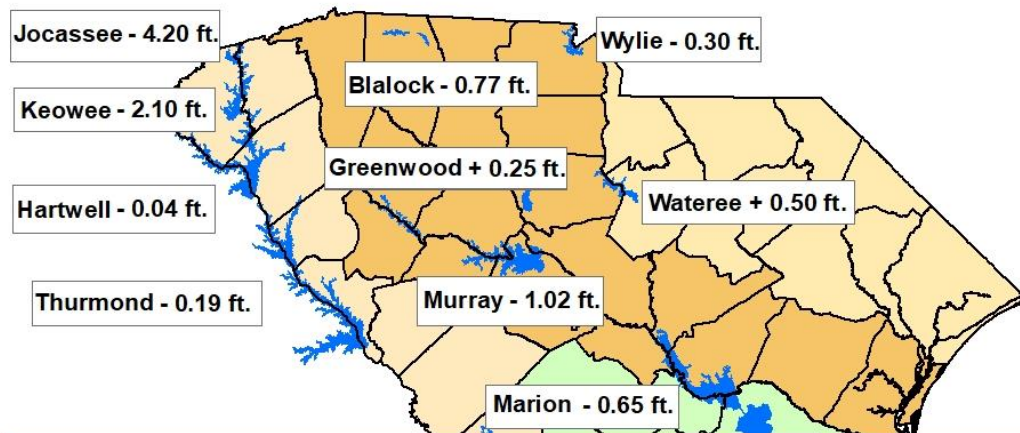 Jocassee - 4.20 ft.
Wylie - 0.30 ft.
Blalock - 0.77 ft.
Keowee - 2.10 ft.
Greenwood + 0.25 ft.
Hartwell - 0.04 ft.
Wateree + 0.50 ft.
Thurmond - 0.19 ft.
Murray - 1.02 ft.
Marion - 0.65 ft.